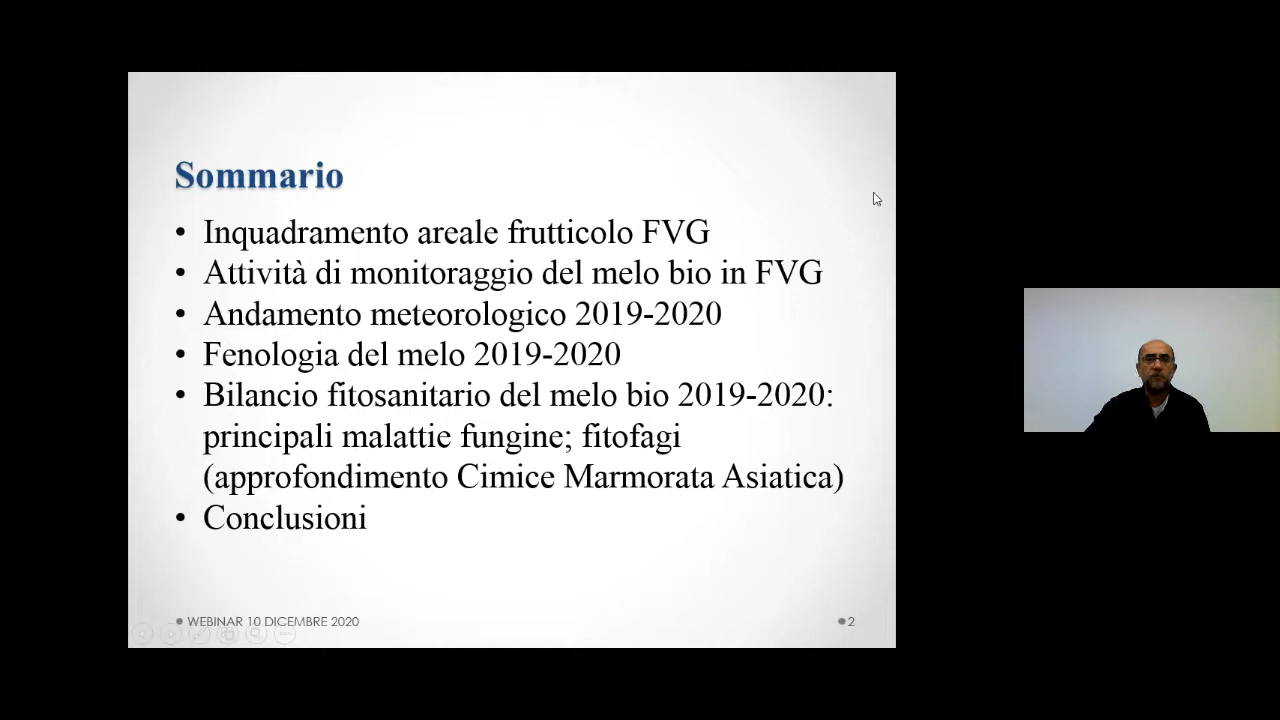 Sommario
• Inquadramento areale frutticolo FVG
• Attività di monitoraggio del melo bio in FVG
• Andamento meteorologico 2019-2020
• Fenologia del melo 2019-2020
• Bilancio fitosanitario del melo bio 2019-2020:
principali malattie fungine; fitofagi
(approfondimento Cimice Marmorata Asiatica)
• Conclusioni
• WEBINAR 10 DICEMBRE 2020
• 2